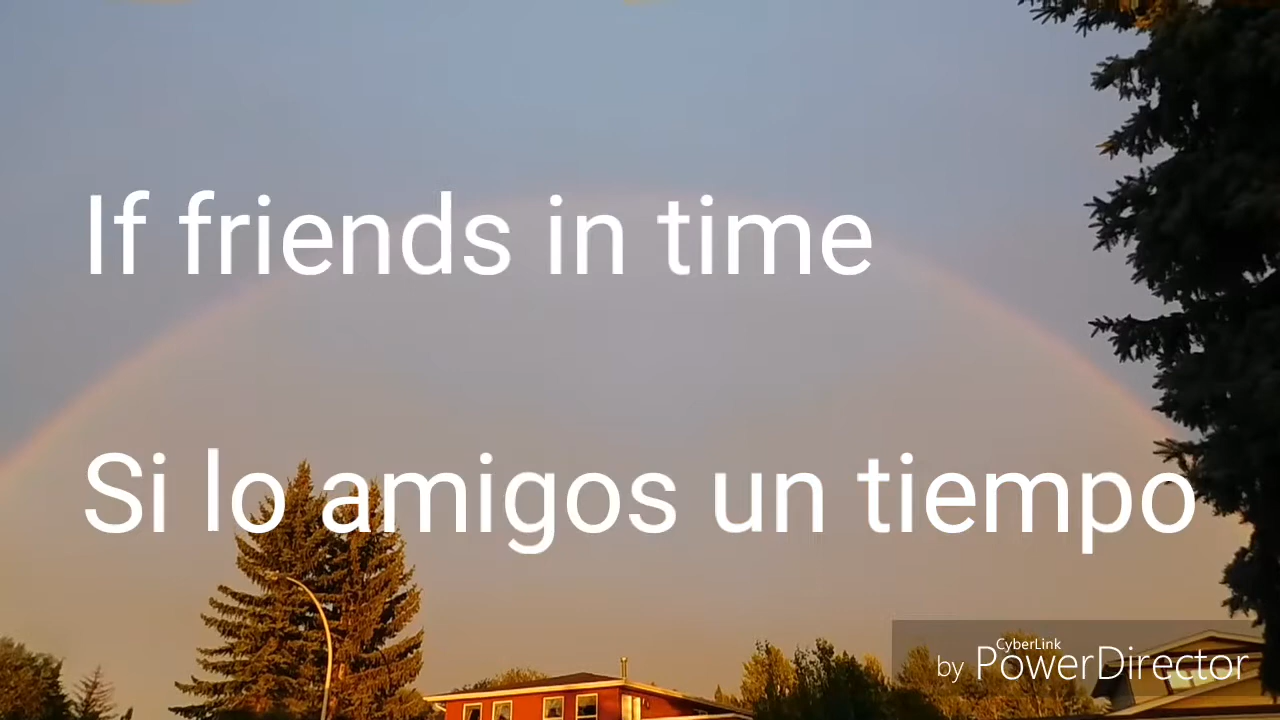 If friends in time
Si lo amigos un tiempo
CyberLink
by PowerDirector